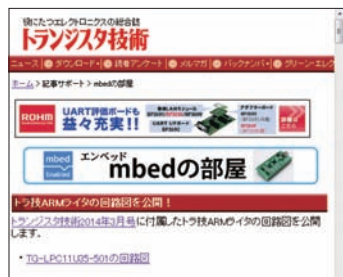 役にたつエレクトロニクスの総合誌
トランジスタ技術
ニュース ダウンロード 読者アンケート メルマガ バックナンバ グリーン・エレク
ホーム > 記事サポート > mbedの部屋
ROHM UART評価ボードも
益々充実!!
mbed
Enabled
エンベッド
mbedの部屋
トラ技ARMライタの回路図を公開！
トランジスタ技術2014年3月号に付属したトラ技ARMライタの回路図を公開
します。
・TG-LPC11U35-501の回路図